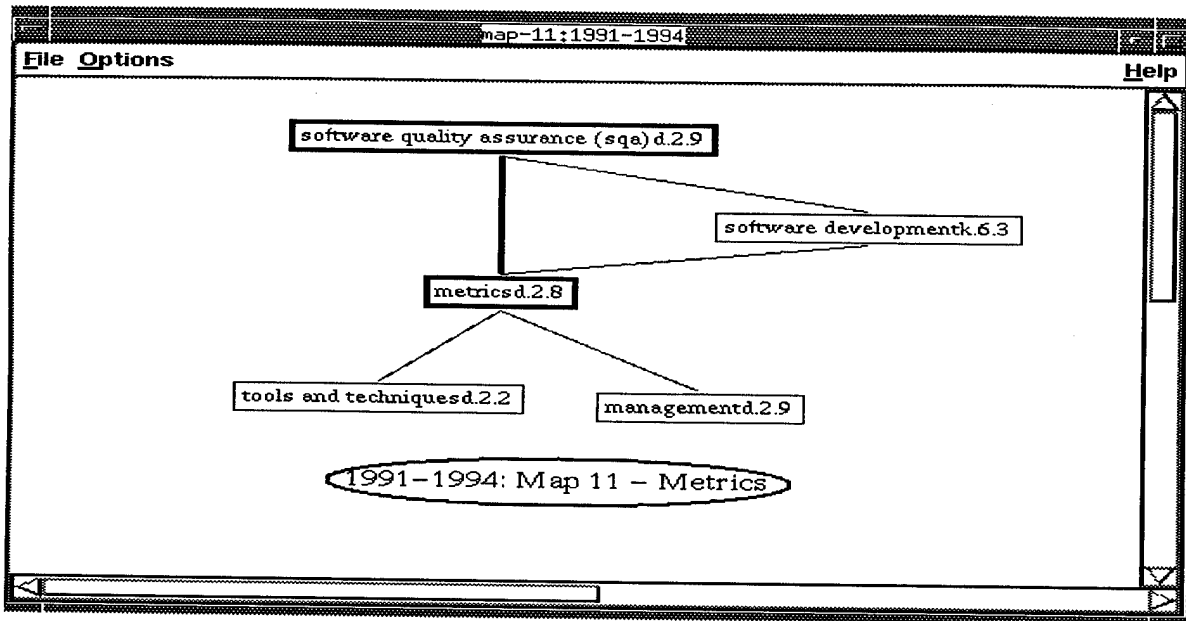 map-11:1991-1994
File Options Help
software quality assurance (sqa)d.2.9
software developmentk.6.3
metricsd.2.8
tools and techniquesd.2.2
managementd.2.9
1991-1994: Map 11 - Metrics